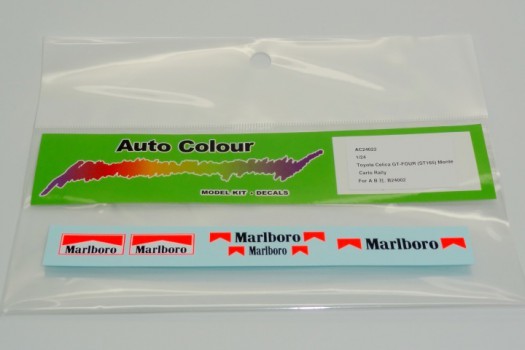 Auto Colour
MODEL KIT - DECALS
1/24
Toyota Celica GT-FOUR (ST165) Monte
Carlo Rally
Marlboro
Marlboro
Marlboro
Marlboro
Marlboro